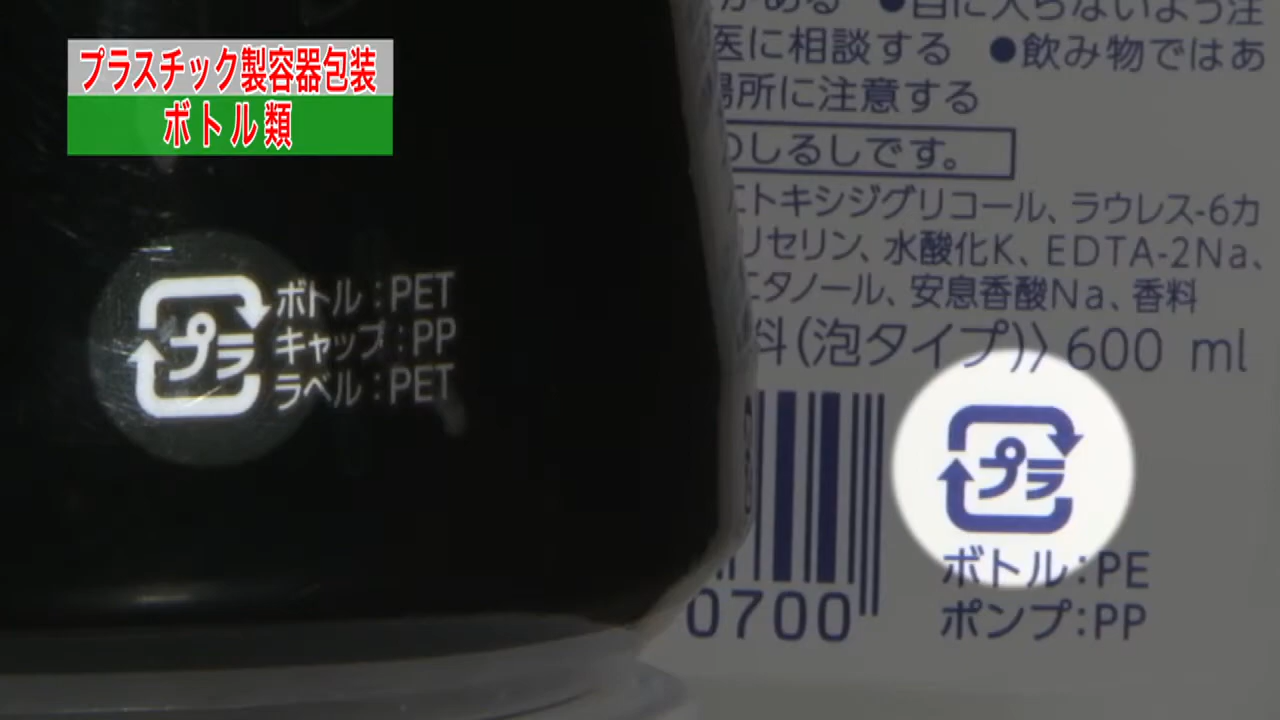 プラスチック製容器包装
ボトル類
プラ
ボトル：PET
キャップ：PP
ラベル：PET
がある ●目に入らないよう注
医に相談する ●飲み物ではあ
場所に注意する
のしるしです。
エトキシジグリコール、ラウレス-6カ
リセリン、水酸化K、EDTA-2Na、
エタノール、安息香酸Na、香料
料(泡タイプ)〉600 ml
0700
プラ
ボトル：PE
ポンプ：PP